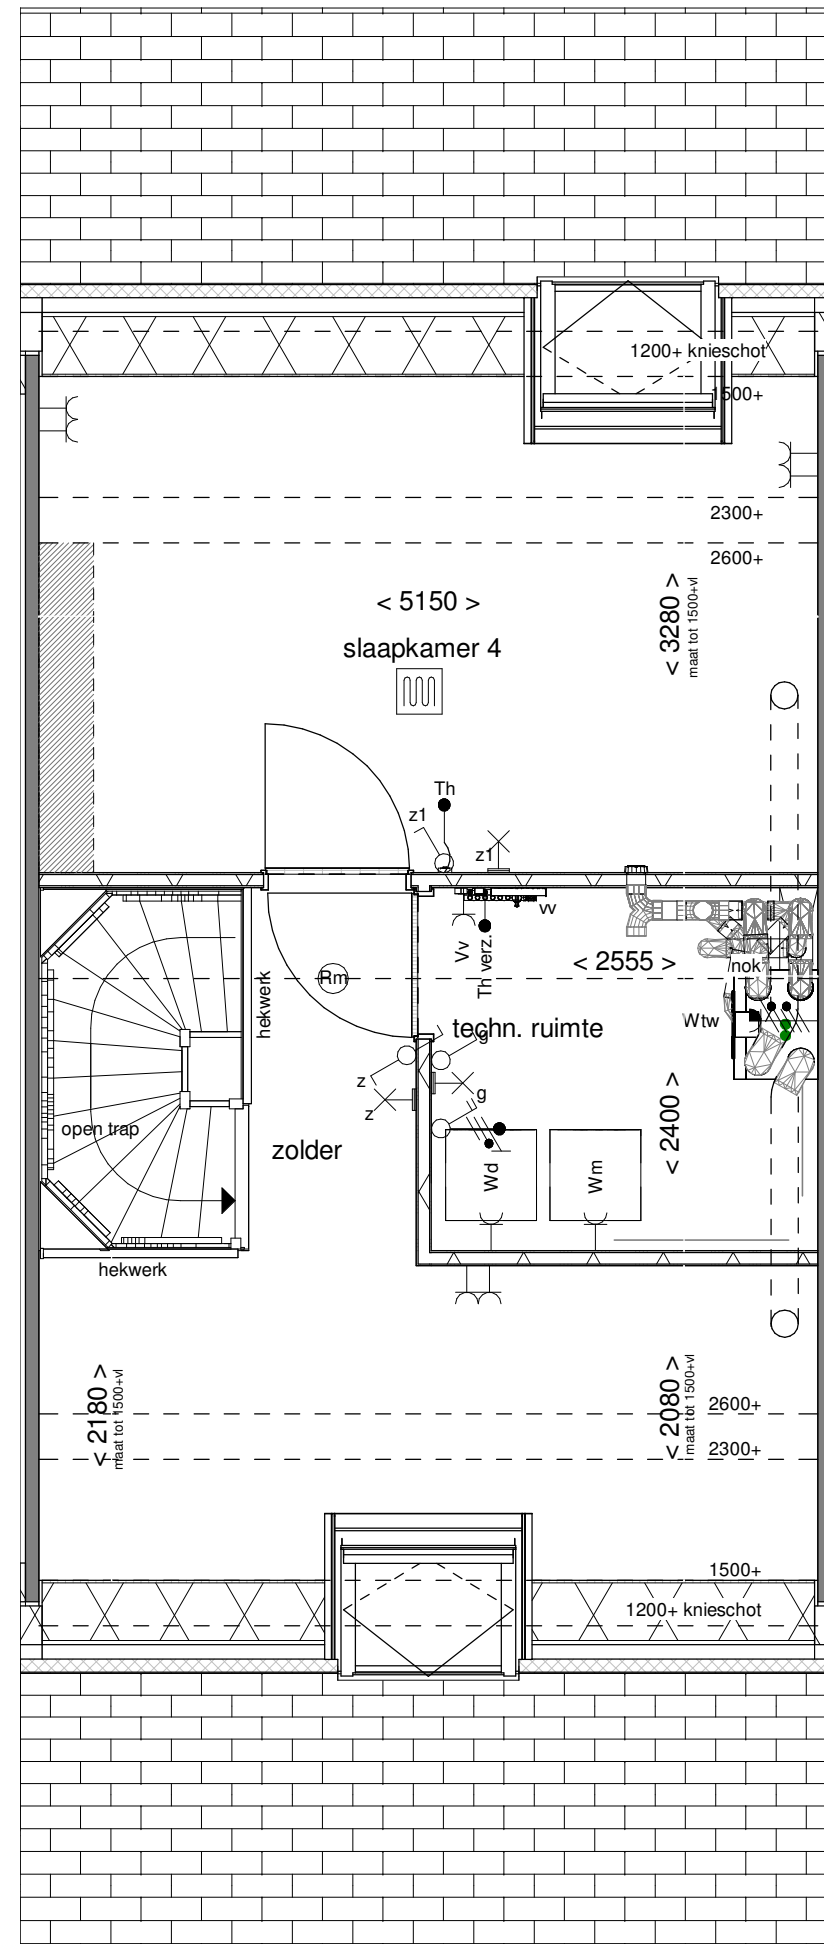 1200+ knieschot
1500+
2300+
2600+
< 5150 >
< 3280 >
maat tot 1500+vl
slaapkamer 4
Th
z1
z1
vv
Vv
Th verz.
< 2555 >
nok
hekwerk
Rm
Wtw
techn. ruimte
g
z
g
z
< 2400 >
open trap
zolder
Wd
Wm
hekwerk
< 2180 >
maat tot 1500+vl
< 2080 >
maat tot 1500+vl
2600+
2300+
1500+
1200+ knieschot